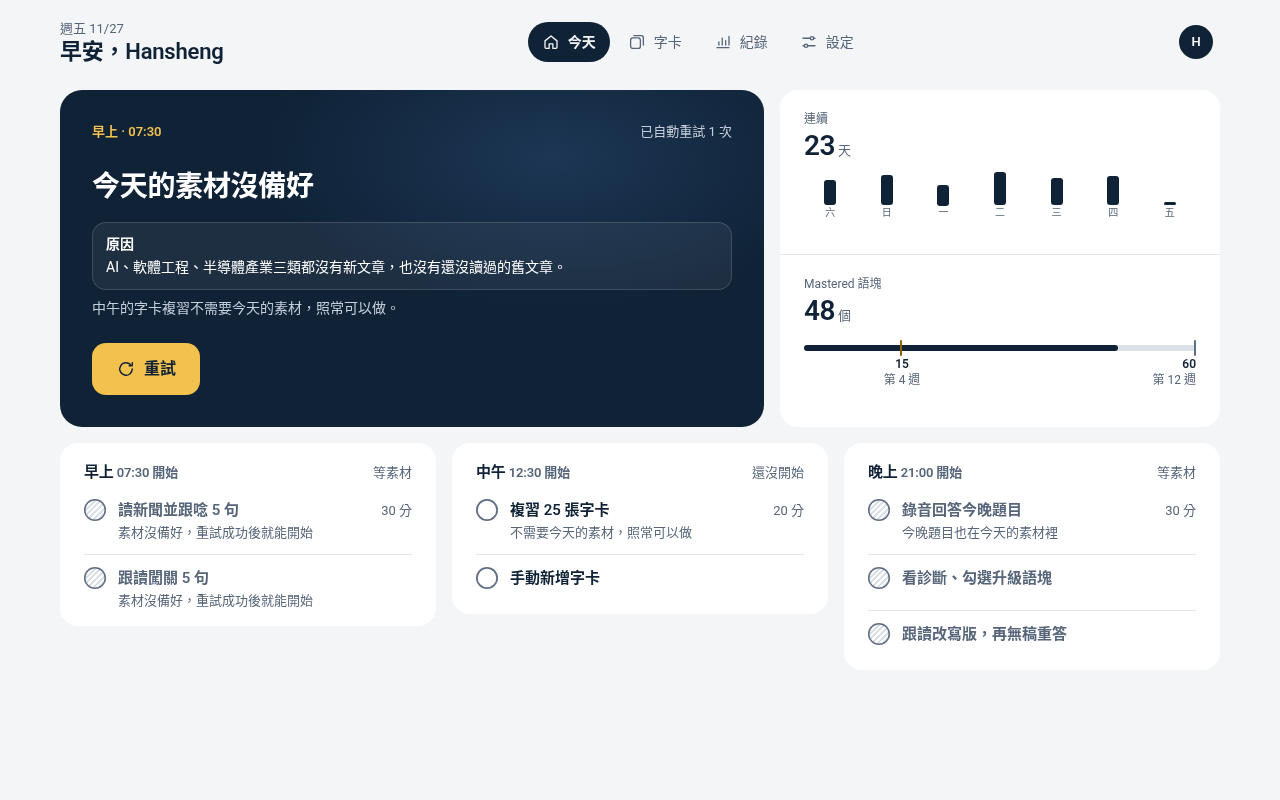 週五 11/27
早安，Hansheng
今天
字卡
紀錄
設定
H
早上 · 07:30
已自動重試 1 次
今天的素材沒備好
原因
AI、軟體工程、半導體產業三類都沒有新文章，也沒有還沒讀過的舊文章。
中午的字卡複習不需要今天的素材，照常可以做。
重試
連續
23 天
六 日 一 二 三 四 五
Mastered 語塊
48 個
15 60
第 4 週 第 12 週
早上 07:30 開始 等素材
讀新聞並跟唸 5 句 30 分
素材沒備好，重試成功後就能開始
跟讀闖關 5 句
素材沒備好，重試成功後就能開始
中午 12:30 開始 還沒開始
複習 25 張字卡 20 分
不需要今天的素材，照常可以做
手動新增字卡
晚上 21:00 開始 等素材
錄音回答今晚題目 30 分
今晚題目也在今天的素材裡
看診斷、勾選升級語塊
跟讀改寫版，再無稿重答